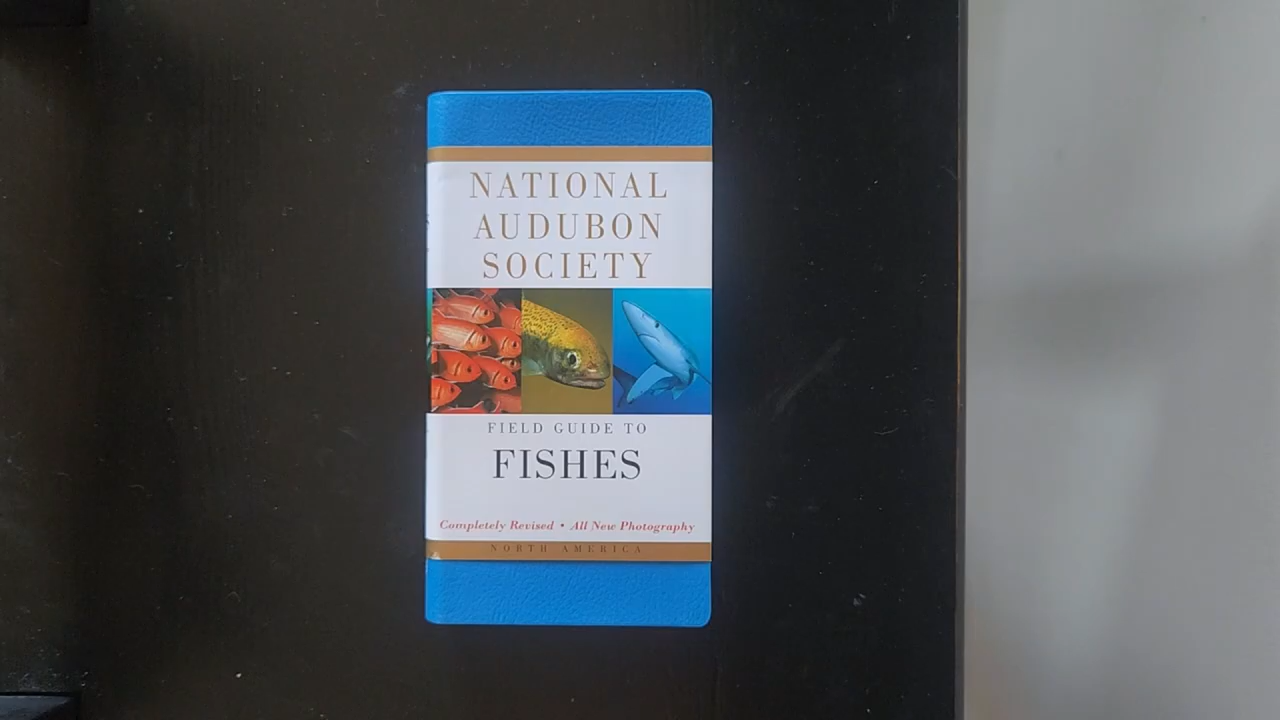 NATIONAL
AUDUBON
SOCIETY
FIELD GUIDE TO
FISHES
Completely Revised • All New Photography
NORTH AMERICA